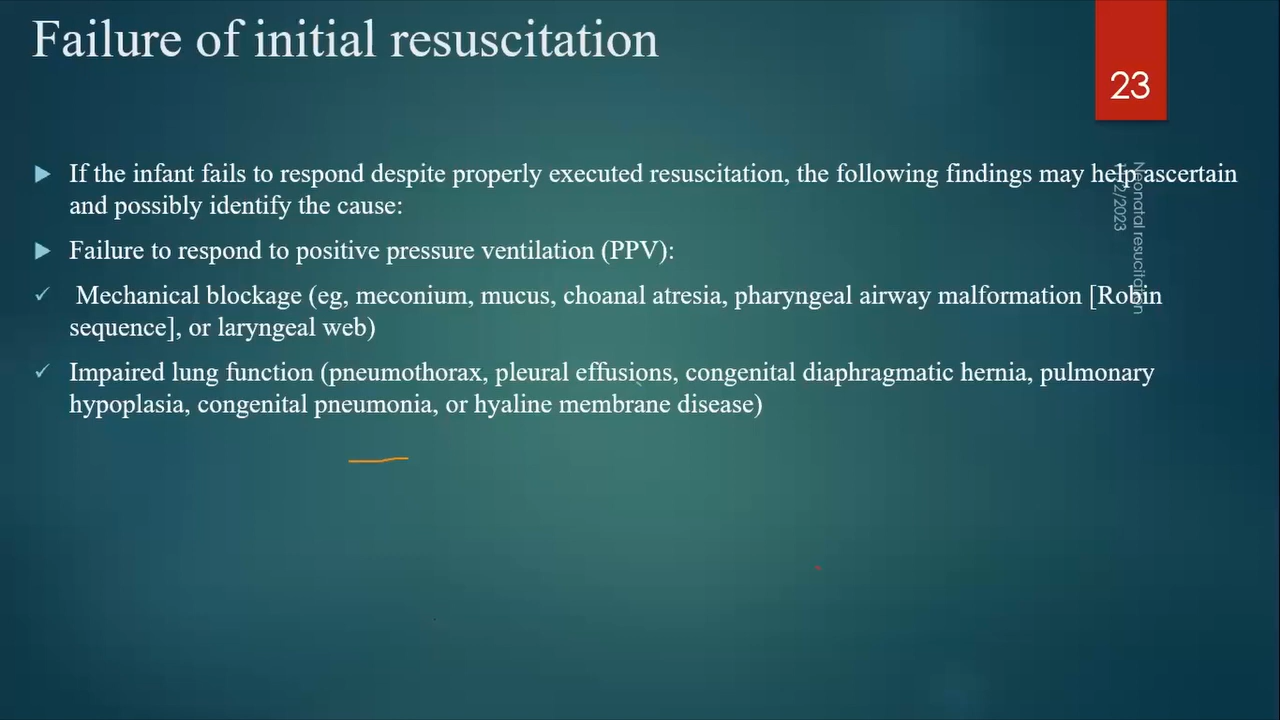 Failure of initial resuscitation
23
If the infant fails to respond despite properly executed resuscitation, the following findings may help ascertain
and possibly identify the cause:
Failure to respond to positive pressure ventilation (PPV):
Mechanical blockage (eg, meconium, mucus, choanal atresia, pharyngeal airway malformation [Robin
sequence], or laryngeal web)
Impaired lung function (pneumothorax, pleural effusions, congenital diaphragmatic hernia, pulmonary
hypoplasia, congenital pneumonia, or hyaline membrane disease)
Neonatal resucitation
2/2023